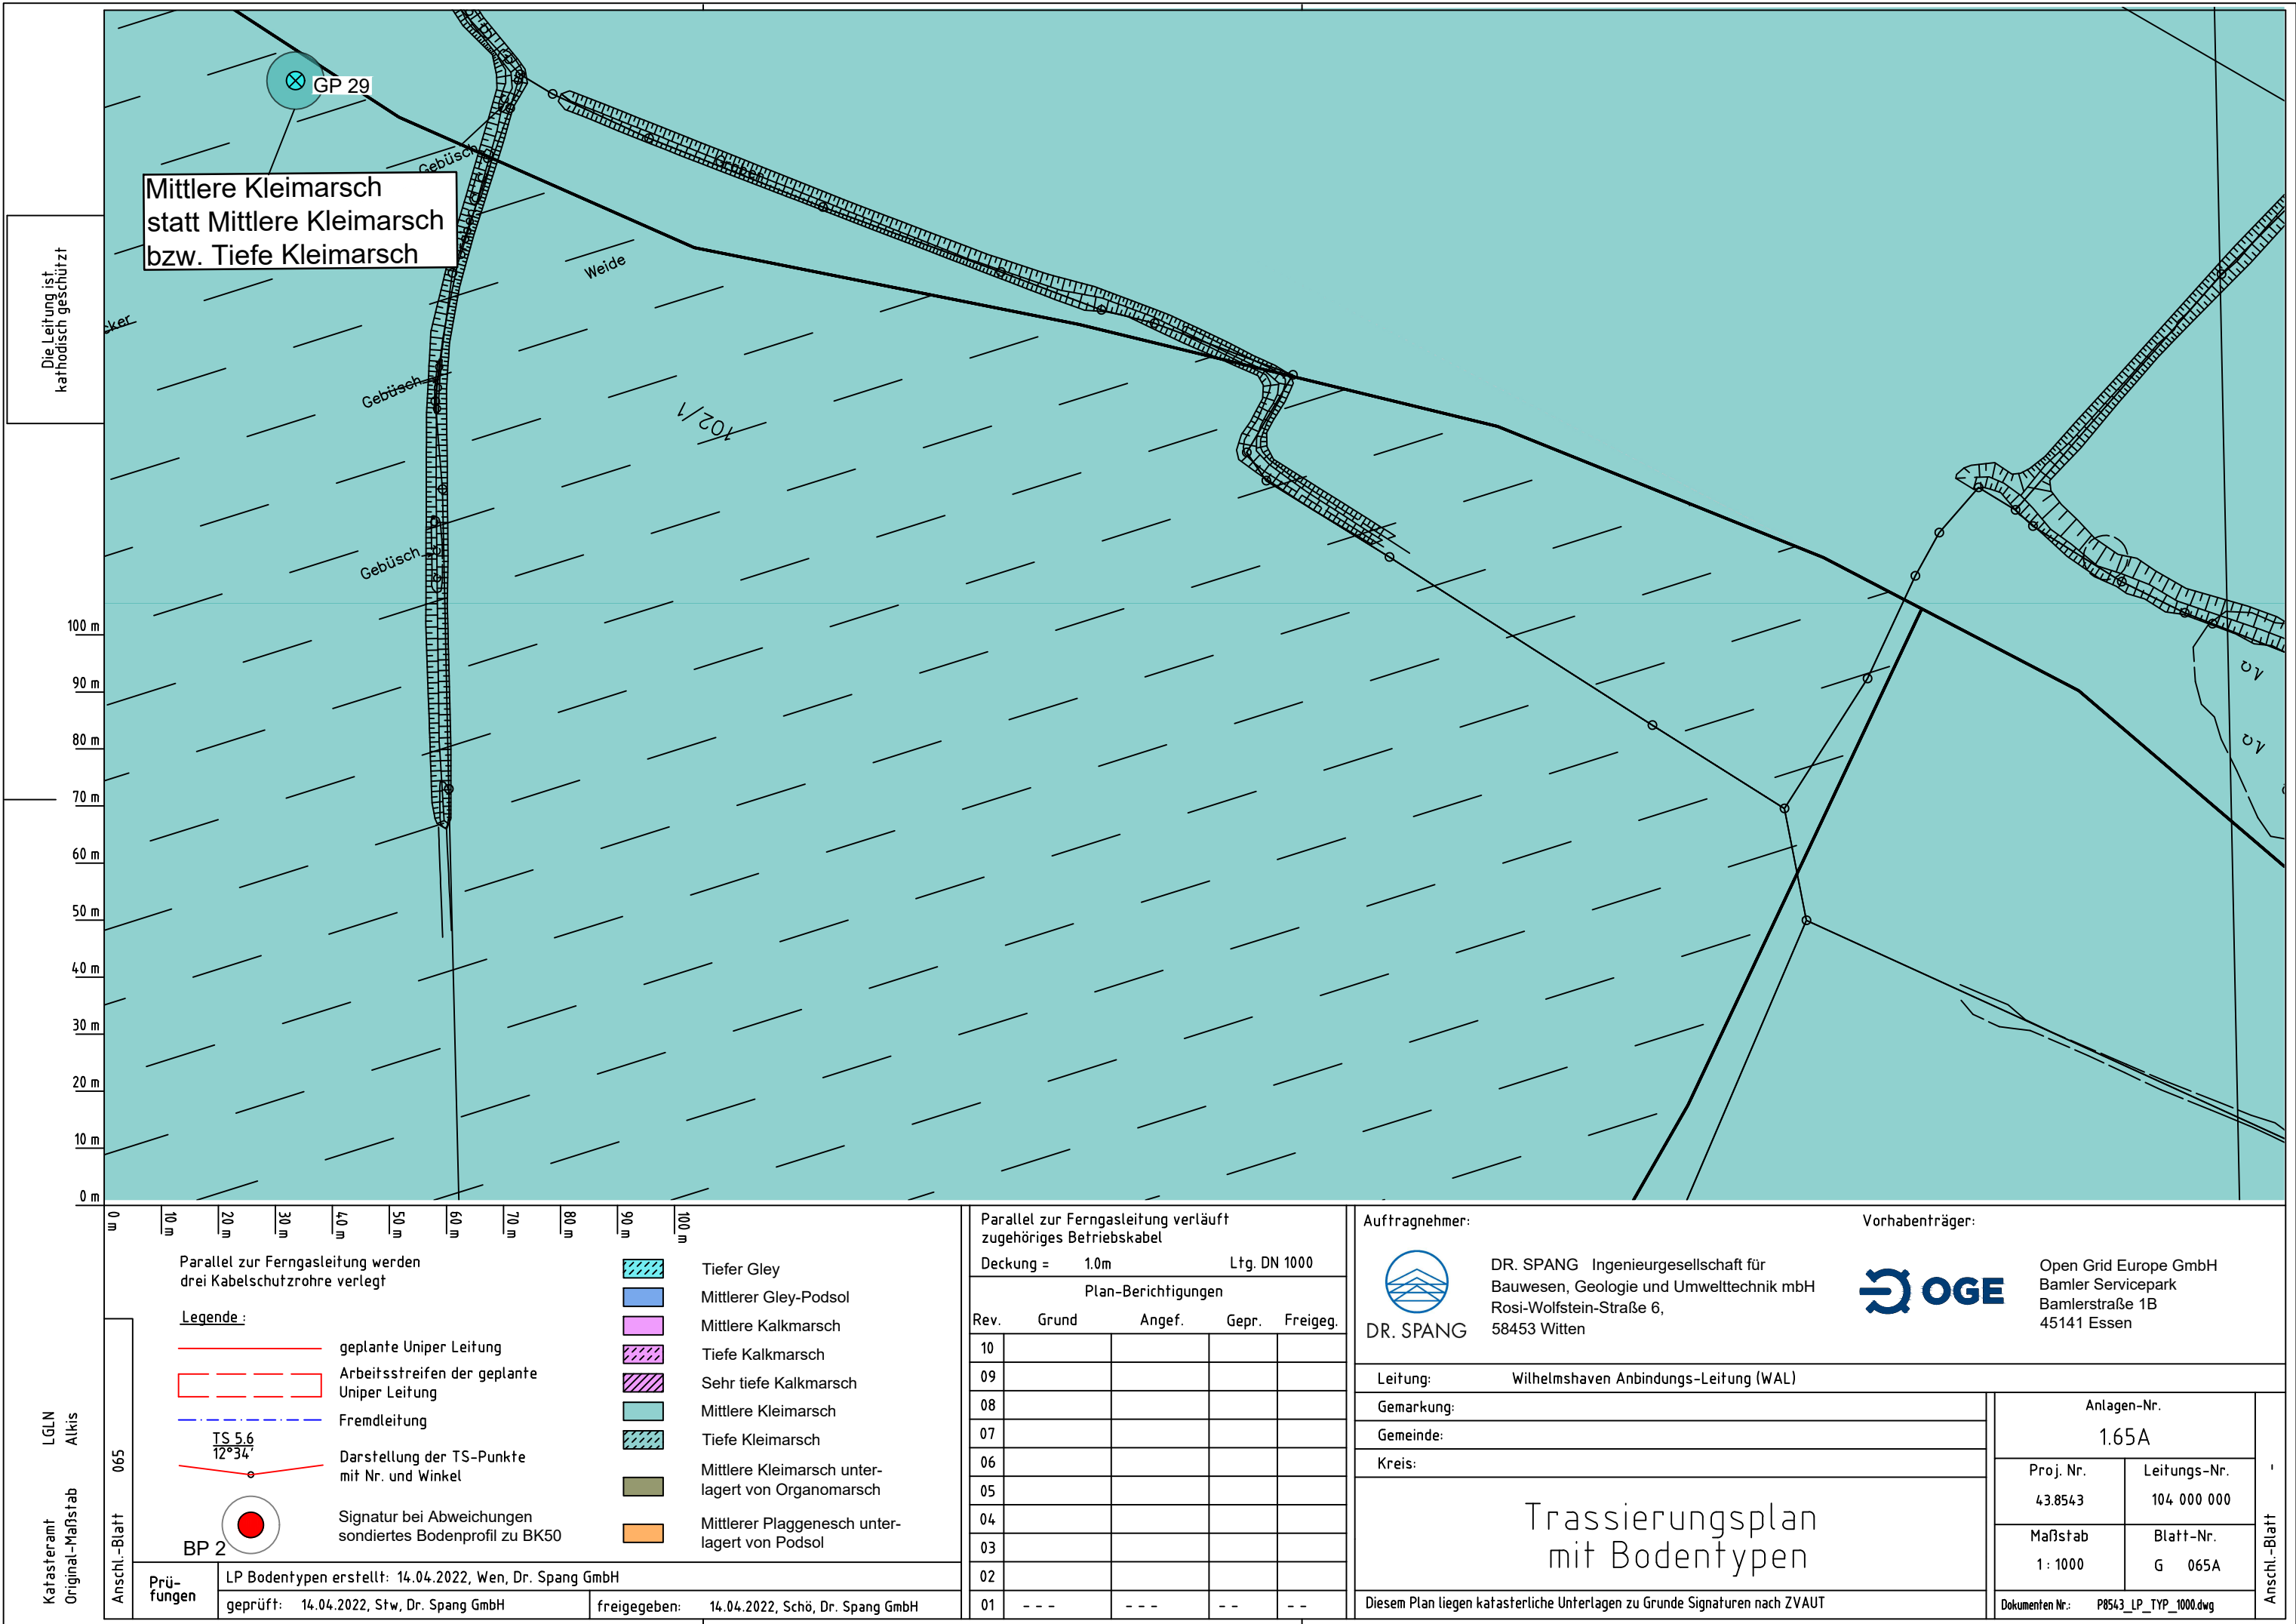 GP 29
Mittlere Kleimarsch
statt Mittlere Kleimarsch
bzw. Tiefe Kleimarsch
Gebüsch
Graben
Weide
Gebüsch
102/1
Gebüsch
Die Leitung ist
kathodisch geschützt
100 m
90 m
80 m
70 m
60 m
50 m
40 m
30 m
20 m
10 m
0 m
0 m
10 m
20 m
30 m
40 m
50 m
60 m
70 m
80 m
90 m
100 m
Parallel zur Ferngasleitung werden
drei Kabelschutzrohre verlegt
Legende :
geplante Uniper Leitung
Arbeitsstreifen der geplante
Uniper Leitung
Fremdleitung
TS 5.6
12°34'
Darstellung der TS-Punkte
mit Nr. und Winkel
BP 2
Signatur bei Abweichungen
sondiertes Bodenprofil zu BK50
Tiefer Gley
Mittlerer Gley-Podsol
Mittlere Kalkmarsch
Tiefe Kalkmarsch
Sehr tiefe Kalkmarsch
Mittlere Kleimarsch
Tiefe Kleimarsch
Mittlere Kleimarsch unter-
lagert von Organomarsch
Mittlerer Plaggenesch unter-
lagert von Podsol
Katasteramt LGLN
Original-Maßstab Alkis
Anschl.-Blatt 065
Prü-
fungen
LP Bodentypen erstellt: 14.04.2022, Wen, Dr. Spang GmbH
geprüft: 14.04.2022, Stw, Dr. Spang GmbH
freigegeben: 14.04.2022, Schö, Dr. Spang GmbH
Parallel zur Ferngasleitung verläuft
zugehöriges Betriebskabel
Deckung = 1.0m Ltg. DN 1000
Plan-Berichtigungen
Rev. Grund Angef. Gepr. Freigeg.
10
09
08
07
06
05
04
03
02
01 --- --- -- --
Auftragnehmer:
DR. SPANG
DR. SPANG Ingenieurgesellschaft für
Bauwesen, Geologie und Umwelttechnik mbH
Rosi-Wolfstein-Straße 6,
58453 Witten
Vorhabenträger:
OGE
Open Grid Europe GmbH
Bamler Servicepark
Bamlerstraße 1B
45141 Essen
Leitung: Wilhelmshaven Anbindungs-Leitung (WAL)
Gemarkung:
Gemeinde:
Kreis:
Trassierungsplan
mit Bodentypen
Diesem Plan liegen katasterliche Unterlagen zu Grunde Signaturen nach ZVAUT
Anlagen-Nr.
1.65A
Proj. Nr. Leitungs-Nr.
43.8543 104 000 000
Maßstab Blatt-Nr.
1 : 1000 G 065A
Dokumenten Nr.: P8543_LP_TYP_1000.dwg
Anschl.-Blatt -